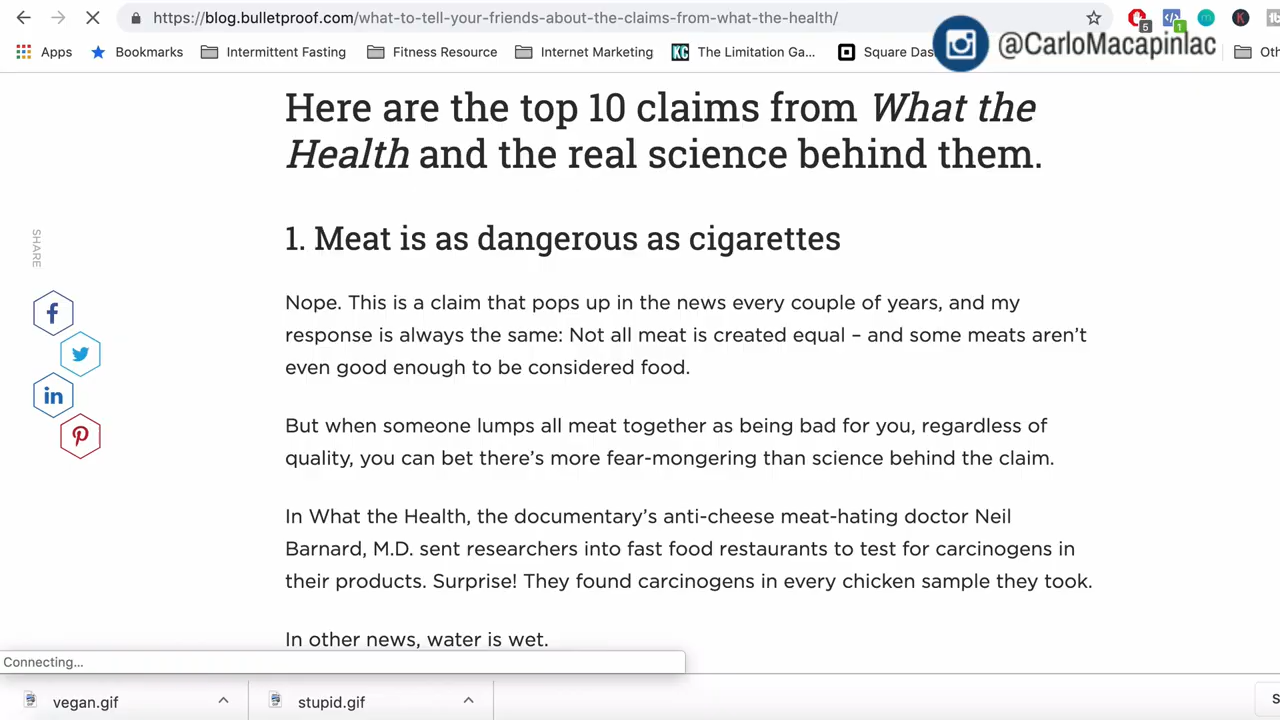 https://blog.bulletproof.com/what-to-tell-your-friends-about-the-claims-from-what-the-health/
5
1
m
K
@CarloMacapinlac
Apps
Bookmarks
Intermittent Fasting
Fitness resource
Internet Marketing
KC
The Limitation Ga...
Square Das
Oth
Here are the top 10 claims from What the
Health and the real science behind them.
SHARE
1. Meat is as dangerous as cigarettes
Nope. This is a claim that pops up in the news every couple of years, and my
response is always the same: Not all meat is created equal – and some meats aren’t
even good enough to be considered food.
But when someone lumps all meat together as being bad for you, regardless of
quality, you can bet there’s more fear-mongering than science behind the claim.
In What the Health, the documentary’s anti-cheese meat-hating doctor Neil
Barnard, M.D. sent researchers into fast food restaurants to test for carcinogens in
their products. Surprise! They found carcinogens in every chicken sample they took.
In other news, water is wet.
Connecting...
vegan.gif
stupid.gif
S